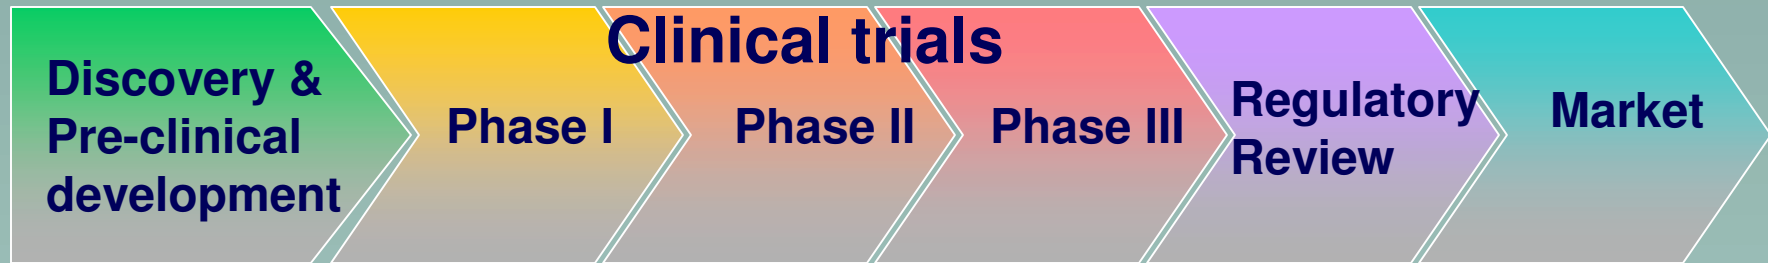 Clinical trials
Discovery &
Pre-clinical
development
Phase I
Phase II
Phase III
Regulatory
Review
Market